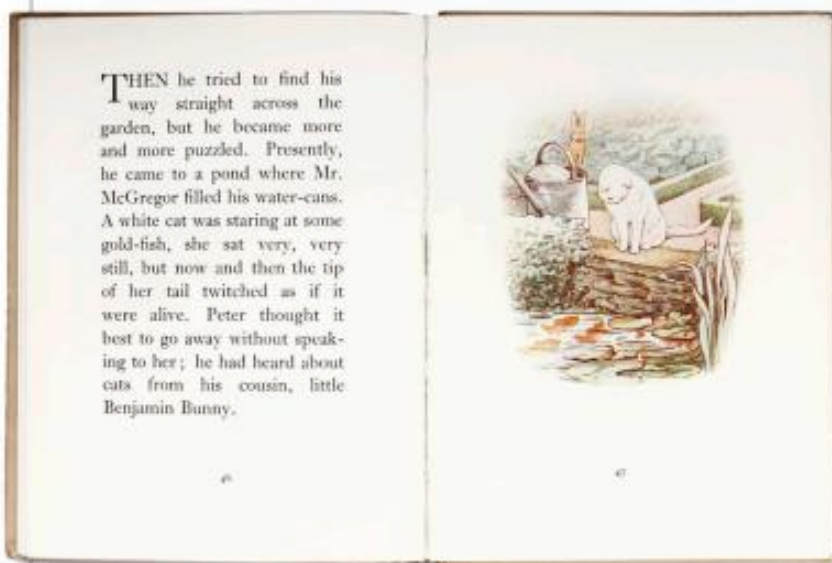 THEN he tried to find his
way straight across the
garden, but he became more
and more puzzled. Presently,
he came to a pond where Mr.
McGregor filled his water-cans.
A white cat was staring at some
gold-fish, she sat very, very
still, but now and then the tip
of her tail twitched as if it
were alive. Peter thought it
best to go away without speak-
ing to her; he had heard about
cats from his cousin, little
Benjamin Bunny.
46
47